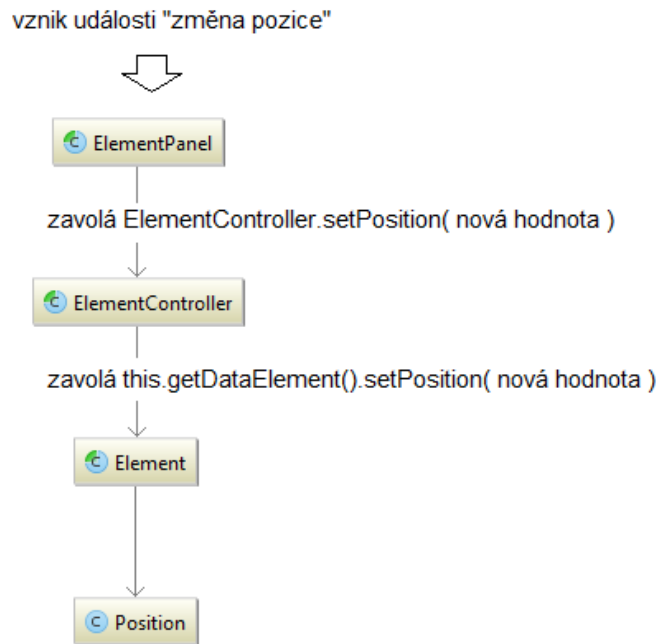 vznik události "změna pozice"
ElementPanel
zavolá ElementController.setPosition( nová hodnota )
ElementController
zavolá this.getDataElement().setPosition( nová hodnota )
Element
Position